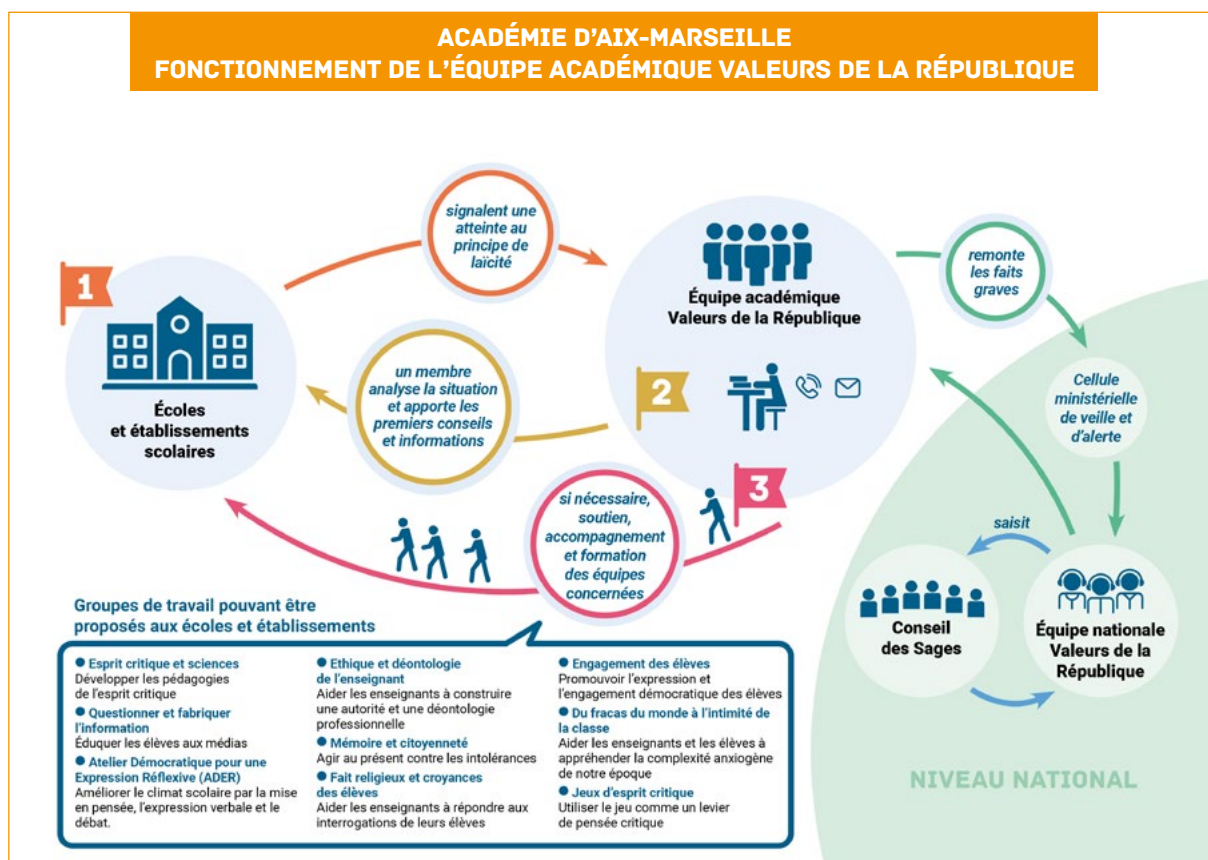 ACADÉMIE D'AIX-MARSEILLE
FONCTIONNEMENT DE L'ÉQUIPE ACADÉMIQUE VALEURS DE LA RÉPUBLIQUE
1
Écoles
et établissements
scolaires
signalent une
atteinte au
principe de
laïcité
Équipe académique
Valeurs de la République
2
un membre
analyse la situation
et apporte les
premiers conseils
et informations
3
si nécessaire,
soutien,
accompagnement
et formation
des équipes
concernées
remonte
les faits
graves
Cellule
ministérielle
de veille et
d'alerte
saisit
Conseil
des Sages
Équipe nationale
Valeurs de la
République
NIVEAU NATIONAL
Groupes de travail pouvant être
proposés aux écoles et établissements
● Esprit critique et sciences
Développer les pédagogies
de l'esprit critique
● Questionner et fabriquer
l'information
Éduquer les élèves aux médias
● Atelier Démocratique pour une
Expression Réflexive (ADER)
Améliorer le climat scolaire par la mise
en pensée, l'expression verbale et le
débat.
● Ethique et déontologie
de l'enseignant
Aider les enseignants à construire
une autorité et une déontologie
professionnelle
● Mémoire et citoyenneté
Agir au présent contre les intolérances
● Fait religieux et croyances
des élèves
Aider les enseignants à répondre aux
interrogations de leurs élèves
● Engagement des élèves
Promouvoir l'expression et
l'engagement démocratique des élèves
● Du fracas du monde à l'intimité de
la classe
Aider les enseignants et les élèves à
appréhender la complexité anxiogène
de notre époque
● Jeux d'esprit critique
Utiliser le jeu comme un levier
de pensée critique